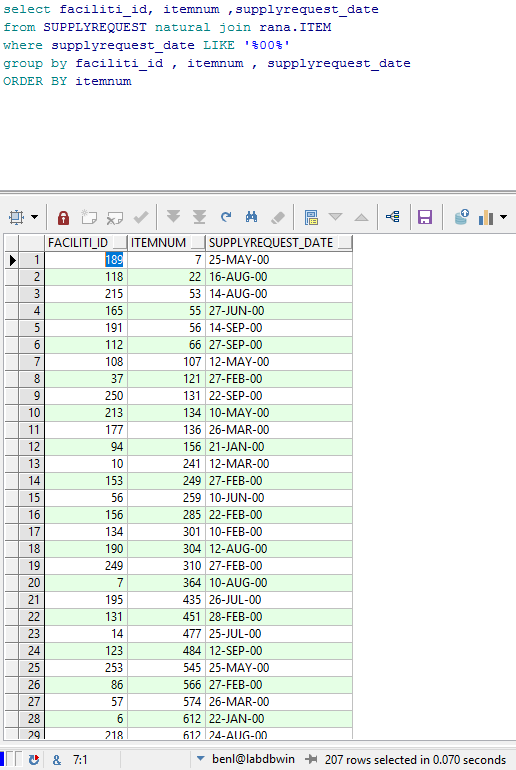 select faciliti_id, itemnum ,supplyrequest_date
from SUPPLYREQUEST natural join rana.ITEM
where supplyrequest_date LIKE '%00%'
group by faciliti_id , itemnum , supplyrequest_date
ORDER BY itemnum
FACILITI_ID ITEMNUM SUPPLYREQUEST_DATE
1 189 7 25-MAY-00
2 118 22 16-AUG-00
3 215 53 14-AUG-00
4 165 55 27-JUN-00
5 191 56 14-SEP-00
6 112 66 27-SEP-00
7 108 107 12-MAY-00
8 37 121 27-FEB-00
9 250 131 22-SEP-00
10 213 134 10-MAY-00
11 177 136 26-MAR-00
12 94 156 21-JAN-00
13 10 241 12-MAR-00
14 153 249 27-FEB-00
15 56 259 10-JUN-00
16 156 285 22-FEB-00
17 134 301 10-FEB-00
18 190 304 12-AUG-00
19 249 310 27-FEB-00
20 7 364 10-AUG-00
21 195 435 26-JUL-00
22 131 451 28-FEB-00
23 14 477 25-JUL-00
24 123 484 12-SEP-00
25 253 545 25-MAY-00
26 86 566 27-FEB-00
27 57 574 26-MAR-00
28 6 612 22-JAN-00
29 218 612 24-AUG-00
& 7:1 benl@labdbwin 207 rows selected in 0.070 seconds